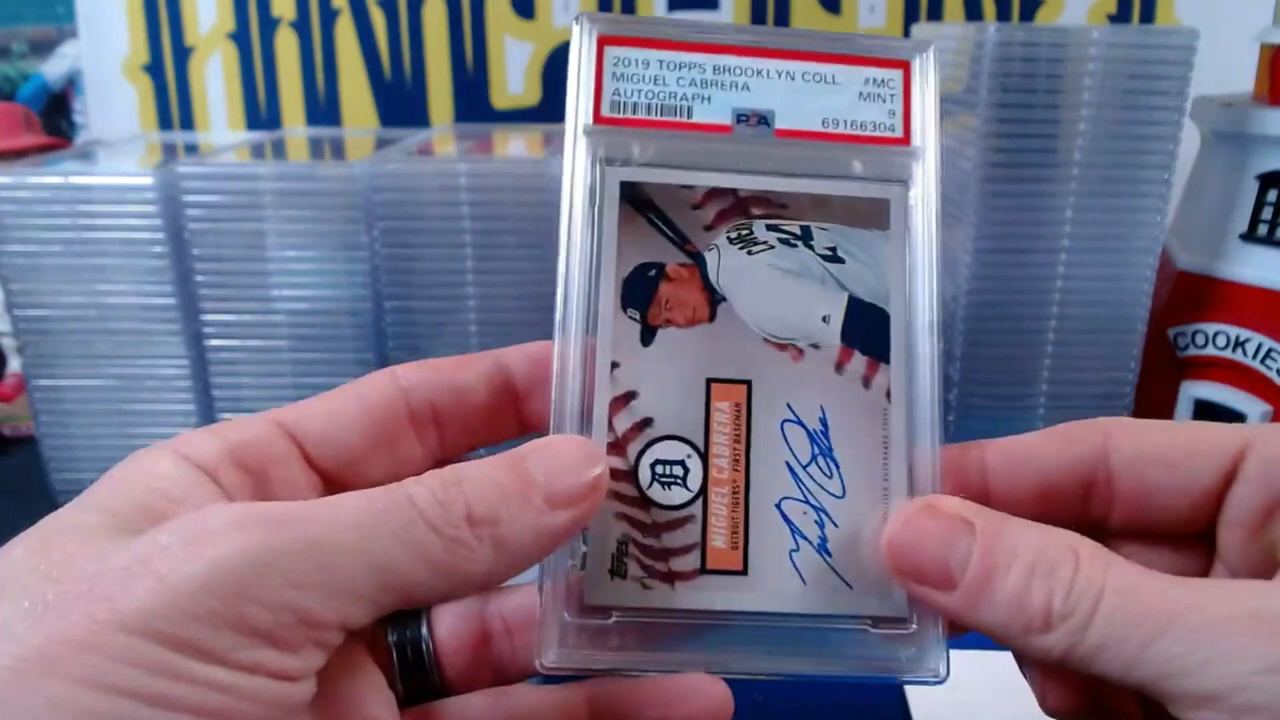 2019 TOPPS BROOKLYN COLL #MC
MIGUEL CABRERA MINT
AUTOGRAPH 9
PSA 69166304
24
D
MIGUEL CABRERA
DETROIT TIGERS® FIRST BASEMAN
TOPPS
COOKIES